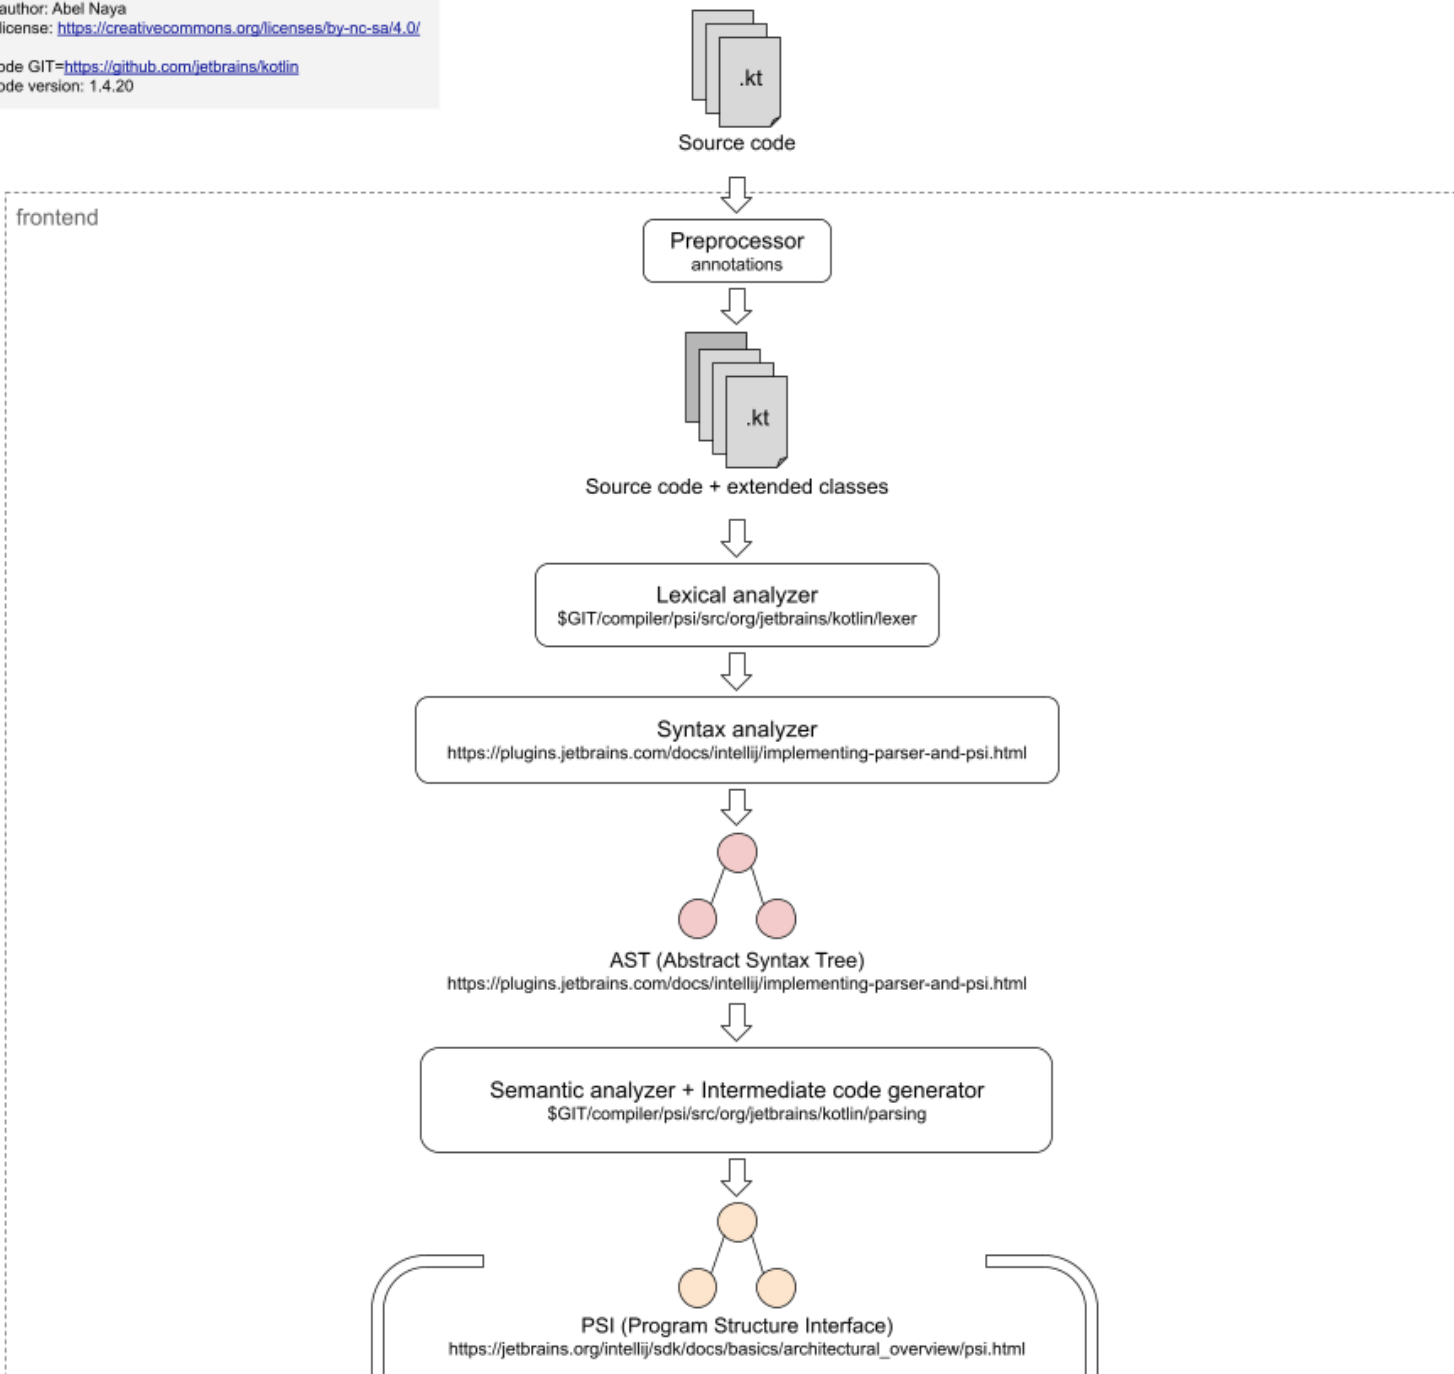 author: Abel Naya
license: https://creativecommons.org/licenses/by-nc-sa/4.0/
ode GIT=https://github.com/jetbrains/kotlin
ode version: 1.4.20
.kt
Source code
frontend
Preprocessor
annotations
.kt
Source code + extended classes
Lexical analyzer
$GIT/compiler/psi/src/org/jetbrains/kotlin/lexer
Syntax analyzer
https://plugins.jetbrains.com/docs/intellij/implementing-parser-and-psi.html
AST (Abstract Syntax Tree)
https://plugins.jetbrains.com/docs/intellij/implementing-parser-and-psi.html
Semantic analyzer + Intermediate code generator
$GIT/compiler/psi/src/org/jetbrains/kotlin/parsing
PSI (Program Structure Interface)
https://jetbrains.org/intellij/sdk/docs/basics/architectural_overview/psi.html